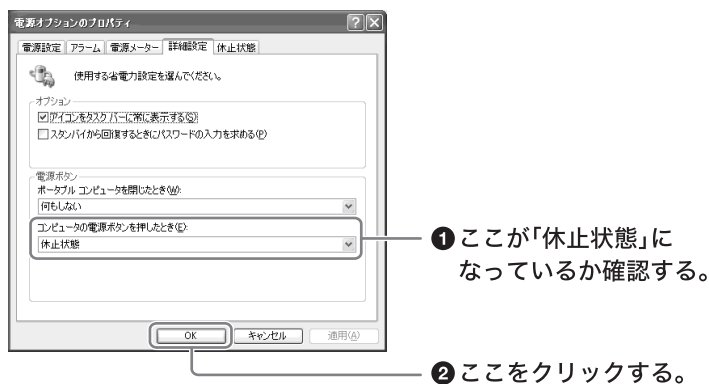 電源オプションのプロパティ
電源設定 アラーム 電源メーター 詳細設定 休止状態
使用する省電力設定を選んでください。
オプション
アイコンをタスク バーに常に表示する(S)
スタンバイから回復するときにパスワードの入力を求める(P)
電源ボタン
ポータブル コンピュータを閉じたとき(W):
何もしない
コンピュータの電源ボタンを押したとき(E):
休止状態
❶ここが「休止状態」に
なっているか確認する。
OK キャンセル 適用(A)
❷ここをクリックする。